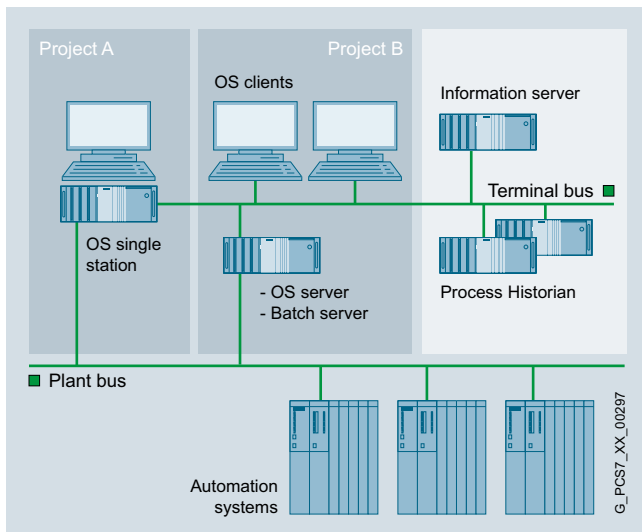 Project A
Project B
OS clients
Information server
Terminal bus
OS single
station
- OS server
- Batch server
Process Historian
Plant bus
Automation
systems
G_PCS7_XX_00297